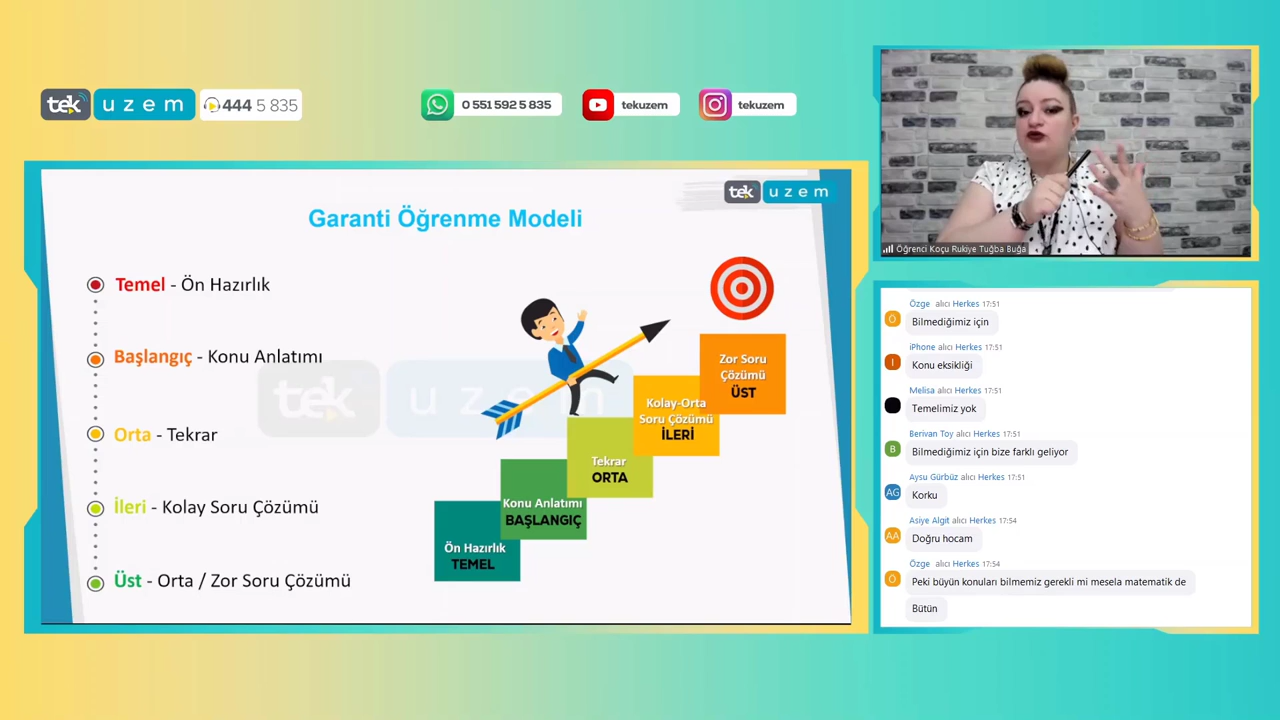 tek uzem 444 5 835
0 551 592 5 835
tekuzem
tekuzem
tek uzem
Garanti Öğrenme Modeli
Temel - Ön Hazırlık
Başlangıç - Konu Anlatımı
Orta - Tekrar
İleri - Kolay Soru Çözümü
Üst - Orta / Zor Soru Çözümü
tek uzem
Zor Soru
Çözümü
ÜST
Kolay-Orta
Soru Çözümü
İLERİ
Tekrar
ORTA
Konu Anlatımı
BAŞLANGIÇ
Ön Hazırlık
TEMEL
Öğrenci Koçu Rukiye Tuğba Buğa
Özge alıcı Herkes 17:51
Ö
Bilmediğimiz için
iPhone alıcı Herkes 17:51
I
Konu eksikliği
Melisa alıcı Herkes 17:51
Temelimiz yok
Berivan Toy alıcı Herkes 17:51
B
Bilmediğimiz için bize farklı geliyor
Aysu Gürbüz alıcı Herkes 17:51
AG
Korku
Asiye Algit alıcı Herkes 17:54
AA
Doğru hocam
Özge alıcı Herkes 17:54
Ö
Peki büyün konuları bilmemiz gerekli mi mesela matematik de
Bütün